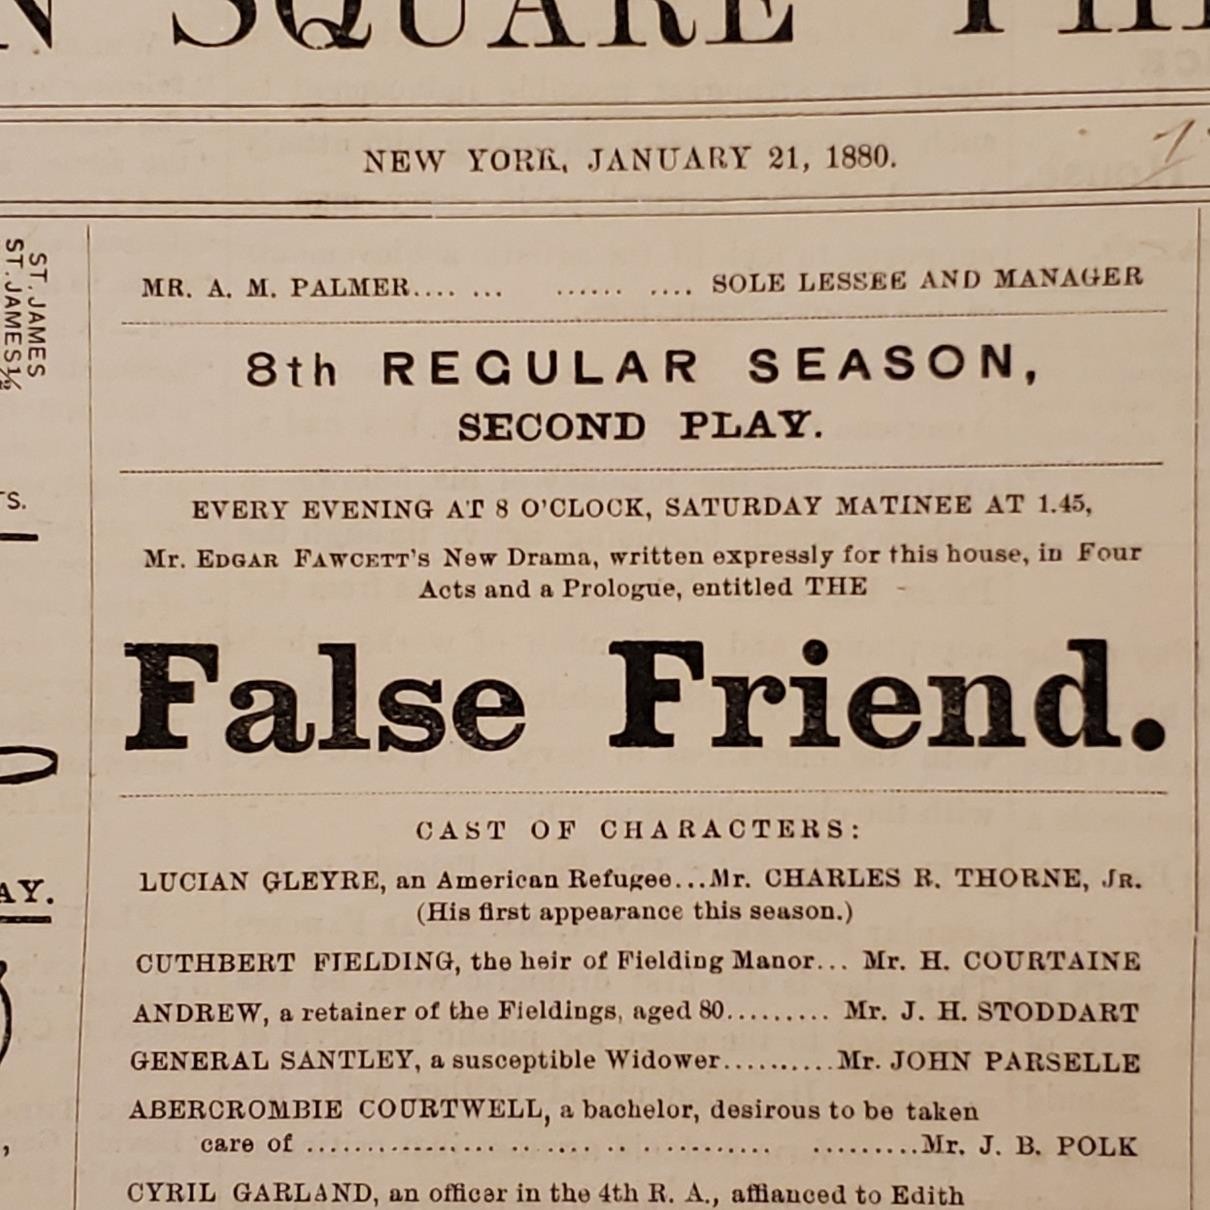 N SQUARE TH
NEW YORK, JANUARY 21, 1880.
ST. JAMES
ST. JAMES ½
MR. A. M. PALMER.... ... ...... .... SOLE LESSEE AND MANAGER
8th REGULAR SEASON,
SECOND PLAY.
TS.
EVERY EVENING AT 8 O'CLOCK, SATURDAY MATINEE AT 1.45,
Mr. EDGAR FAWCETT'S New Drama, written expressly for this house, in Four
Acts and a Prologue, entitled THE
False Friend.
CAST OF CHARACTERS:
LUCIAN GLEYRE, an American Refugee...Mr. CHARLES R. THORNE, JR.
AY.
(His first appearance this season.)
CUTHBERT FIELDING, the heir of Fielding Manor... Mr. H. COURTAINE
ANDREW, a retainer of the Fieldings, aged 80......... Mr. J. H. STODDART
GENERAL SANTLEY, a susceptible Widower..........Mr. JOHN PARSELLE
ABERCROMBIE COURTWELL, a bachelor, desirous to be taken
care of ................ .. ..... .. . .......... .........Mr. J. B. POLK
CYRIL GARLAND, an officer in the 4th R. A., affianced to Edith